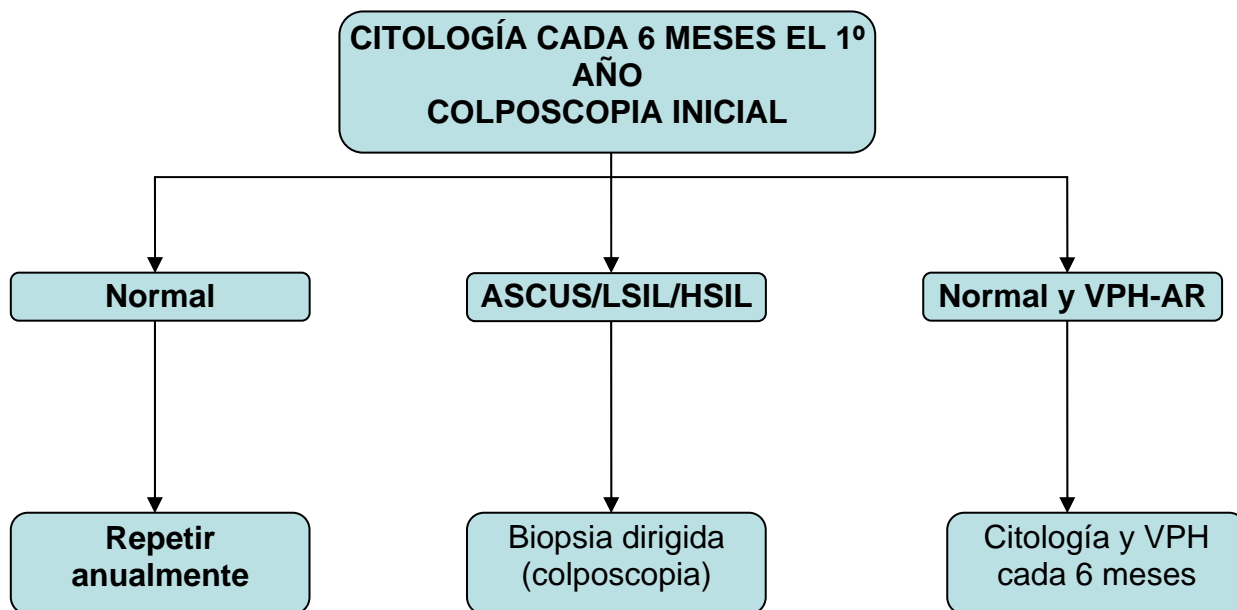 CITOLOGÍA CADA 6 MESES EL 1º
AÑO
COLPOSCOPIA INICIAL
Normal
ASCUS/LSIL/HSIL
Normal y VPH-AR
Repetir
anualmente
Biopsia dirigida
(colposcopia)
Citología y VPH
cada 6 meses